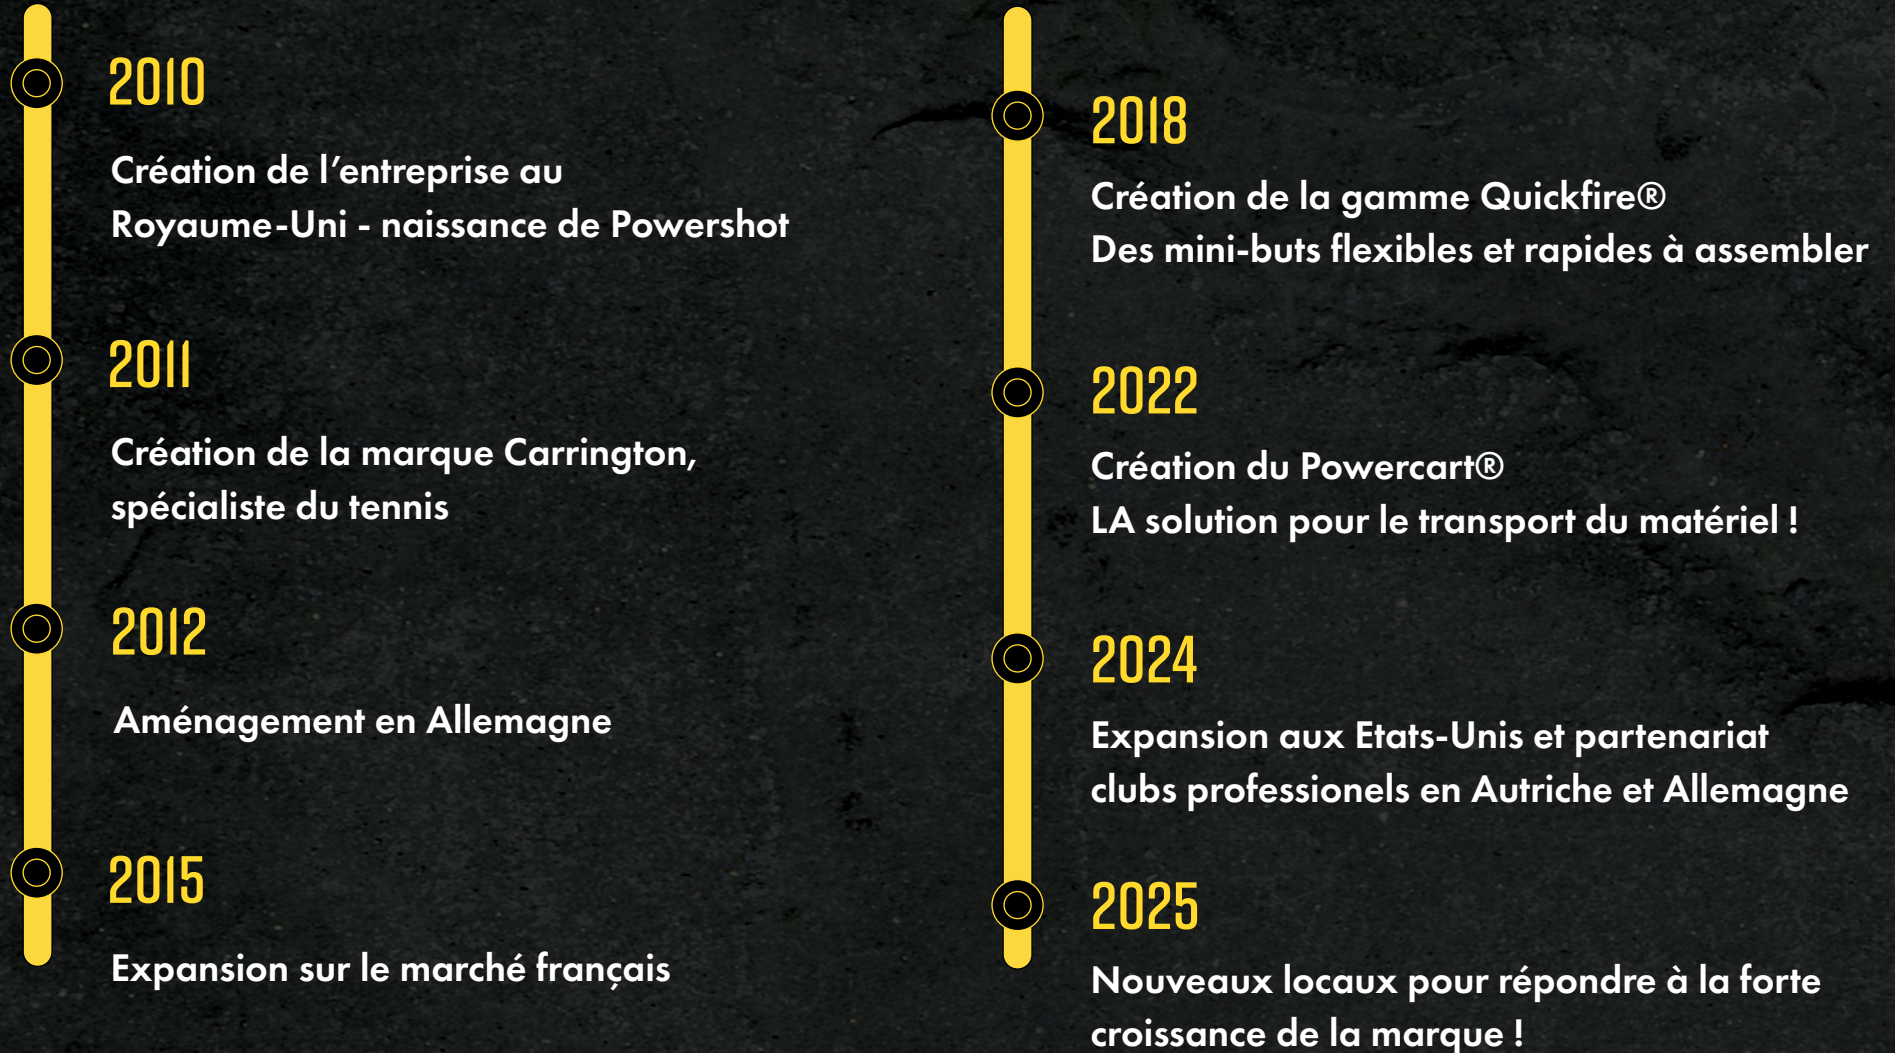 2010
Création de l’entreprise au
Royaume-Uni - naissance de Powershot
2011
Création de la marque Carrington,
spécialiste du tennis
2012
Aménagement en Allemagne
2015
Expansion sur le marché français
2018
Création de la gamme Quickfire®
Des mini-buts flexibles et rapides à assembler
2022
Création du Powercart®
LA solution pour le transport du matériel !
2024
Expansion aux Etats-Unis et partenariat
clubs professionels en Autriche et Allemagne
2025
Nouveaux locaux pour répondre à la forte
croissance de la marque !